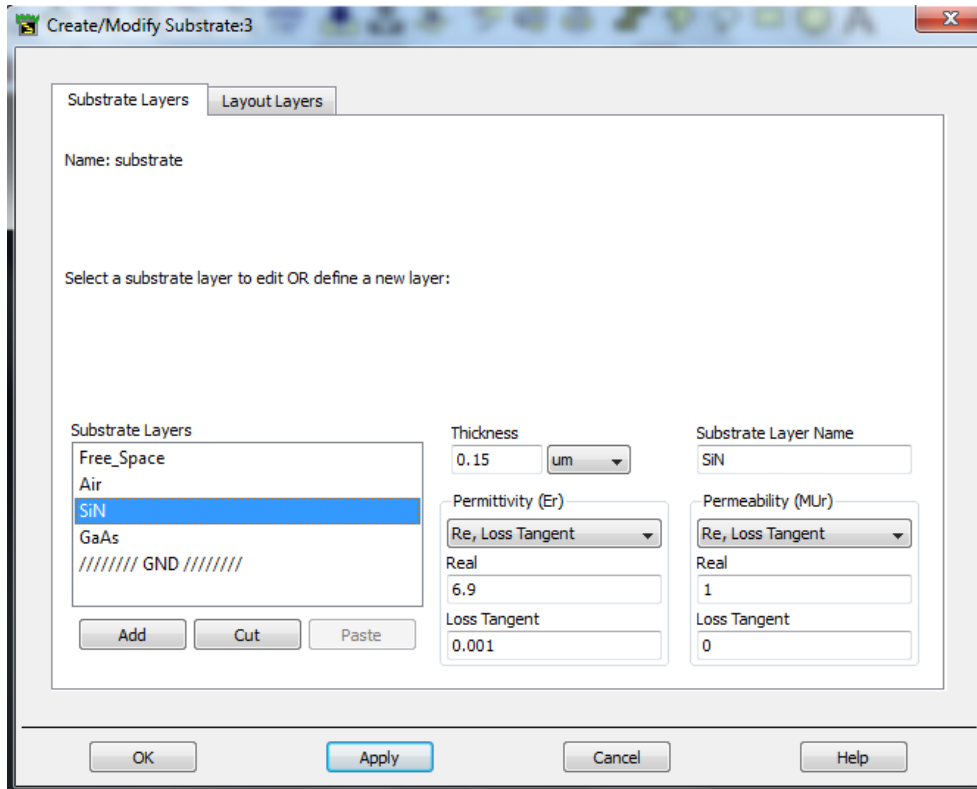 Create/Modify Substrate:3
Substrate Layers Layout Layers
Name: substrate
Select a substrate layer to edit OR define a new layer:
Substrate Layers
Free_Space
Air
SiN
GaAs
//////// GND ////////
Add Cut Paste
Thickness
0.15 um
Substrate Layer Name
SiN
Permittivity (Er)
Re, Loss Tangent
Real
6.9
Loss Tangent
0.001
Permeability (MUr)
Re, Loss Tangent
Real
1
Loss Tangent
0
OK Apply Cancel Help